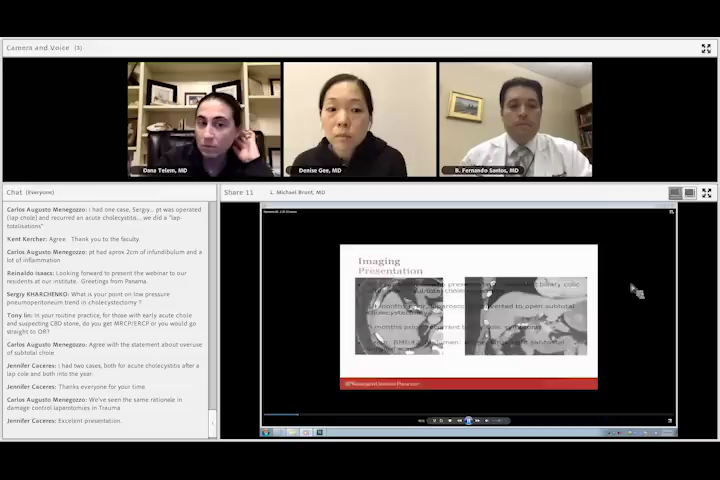 Camera and Voice (3)
Dana Telem, MD
Denise Gee, MD
B. Fernando Santos, MD
Chat (Everyone)
Carlos Augusto Menegozzo: i had one case, Sergiy... pt was operated
(lap chole) and recurred an acute cholecystitis... we did a "lap-
totalisations"
Kent Kercher: Agree Thank you to the faculty.
Carlos Augusto Menegozzo: pt had aprox 2cm of infundibulum and a
lot of inflammation
Reinaldo isaacs: Looking forward to present the webinar to our
residents at our institute. Greetings from Panama.
Sergiy KHARCHENKO: What is your point on low pressure
pneumoperitoneum trend in cholecystectomy ?
Tony lin: in your routine practice, for those with early acute chole
and suspecting CBD stone, do you get MRCP/ERCP or you would go
straight to OR?
Carlos Augusto Menegozzo: Agree with the statement about overuse
of subtotal chole
Jennifer Caceres: I had two cases, both for acute cholecystitis after a
lap cole and both into the year.
Jennifer Caceres: Thanks everyone for your time.
Carlos Augusto Menegozzo: We've seen the same rationale in
damage control laparotomies in Trauma
Jennifer Caceres: Excelent presentation.
Share 11 L. Michael Brunt, MD
Imaging
Presentation